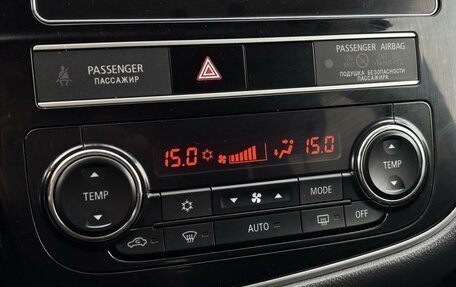 PASSENGER
ПАССАЖИР
PASSENGER AIRBAG
ПОДУШКА БЕЗОПАСНОСТИ
ПАССАЖИРА
15.0
15.0
TEMP
TEMP
MODE
AUTO
OFF